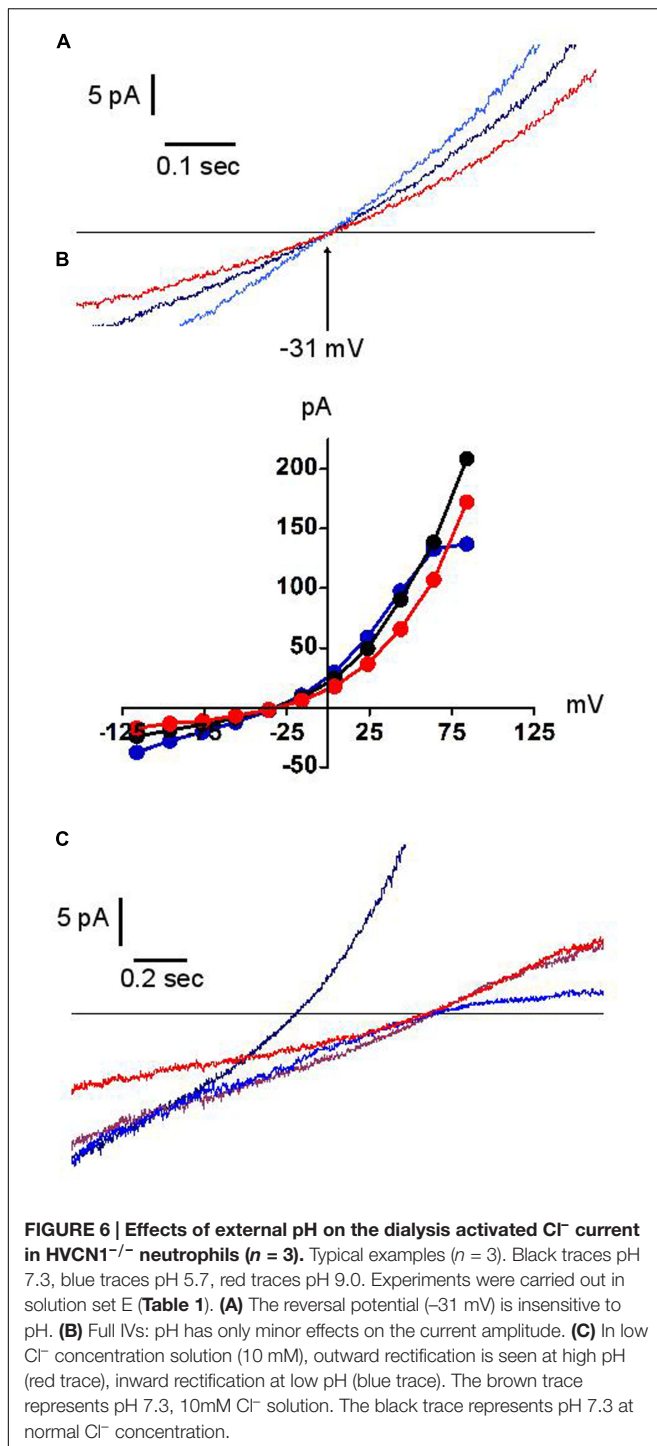 A
5 pA
0.1 sec
B
-31 mV
pA
200
150
100
50
-125 -75 -25 25 75 125 mV
-50
C
5 pA
0.2 sec
FIGURE 6 | Effects of external pH on the dialysis activated Cl⁻ current
in HVCN1⁻/⁻ neutrophils (n = 3). Typical examples (n = 3). Black traces pH
7.3, blue traces pH 5.7, red traces pH 9.0. Experiments were carried out in
solution set E (Table 1). (A) The reversal potential (–31 mV) is insensitive to
pH. (B) Full IVs: pH has only minor effects on the current amplitude. (C) In low
Cl⁻ concentration solution (10 mM), outward rectification is seen at high pH
(red trace), inward rectification at low pH (blue trace). The brown trace
represents pH 7.3, 10mM Cl⁻ solution. The black trace represents pH 7.3 at
normal Cl⁻ concentration.